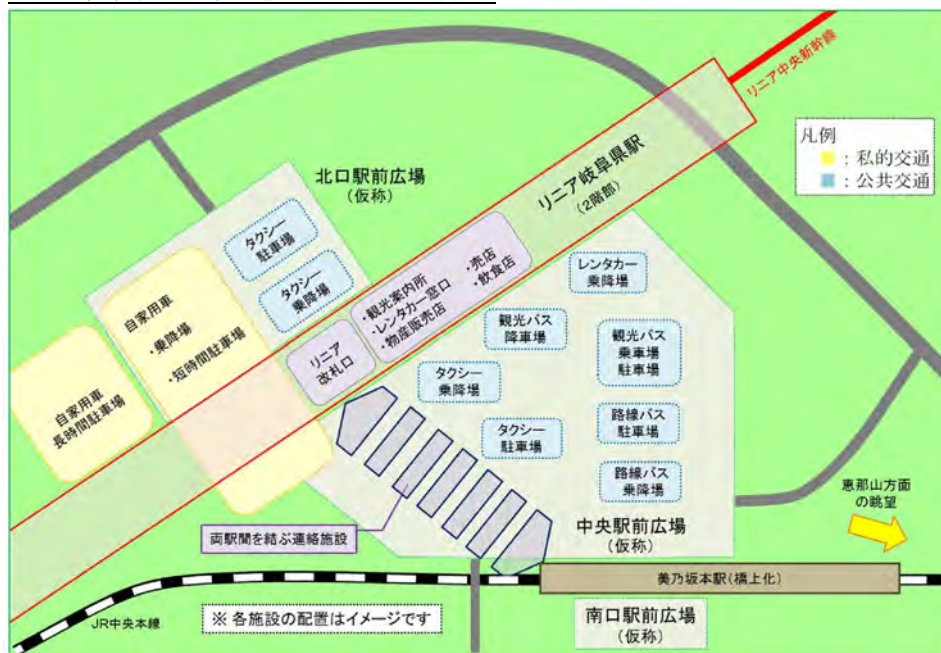 リニア中央新幹線
凡例
：私的交通
：公共交通
北口駅前広場
(仮称)
リニア岐阜県駅
(2階部)
タクシー
駐車場
タクシー
乗降場
・観光案内所
・レンタカー窓口
・物産販売店
・売店
・飲食店
リニア
改札口
自家用車
・乗降場
・短時間駐車場
自家用車
長時間駐車場
レンタカー
乗降場
観光バス
降車場
観光バス
乗車場
駐車場
タクシー
乗降場
タクシー
駐車場
路線バス
駐車場
路線バス
乗降場
恵那山方面
の眺望
両駅間を結ぶ連絡施設
中央駅前広場
(仮称)
美乃坂本駅(橋上化)
JR中央本線
※ 各施設の配置はイメージです
南口駅前広場
(仮称)